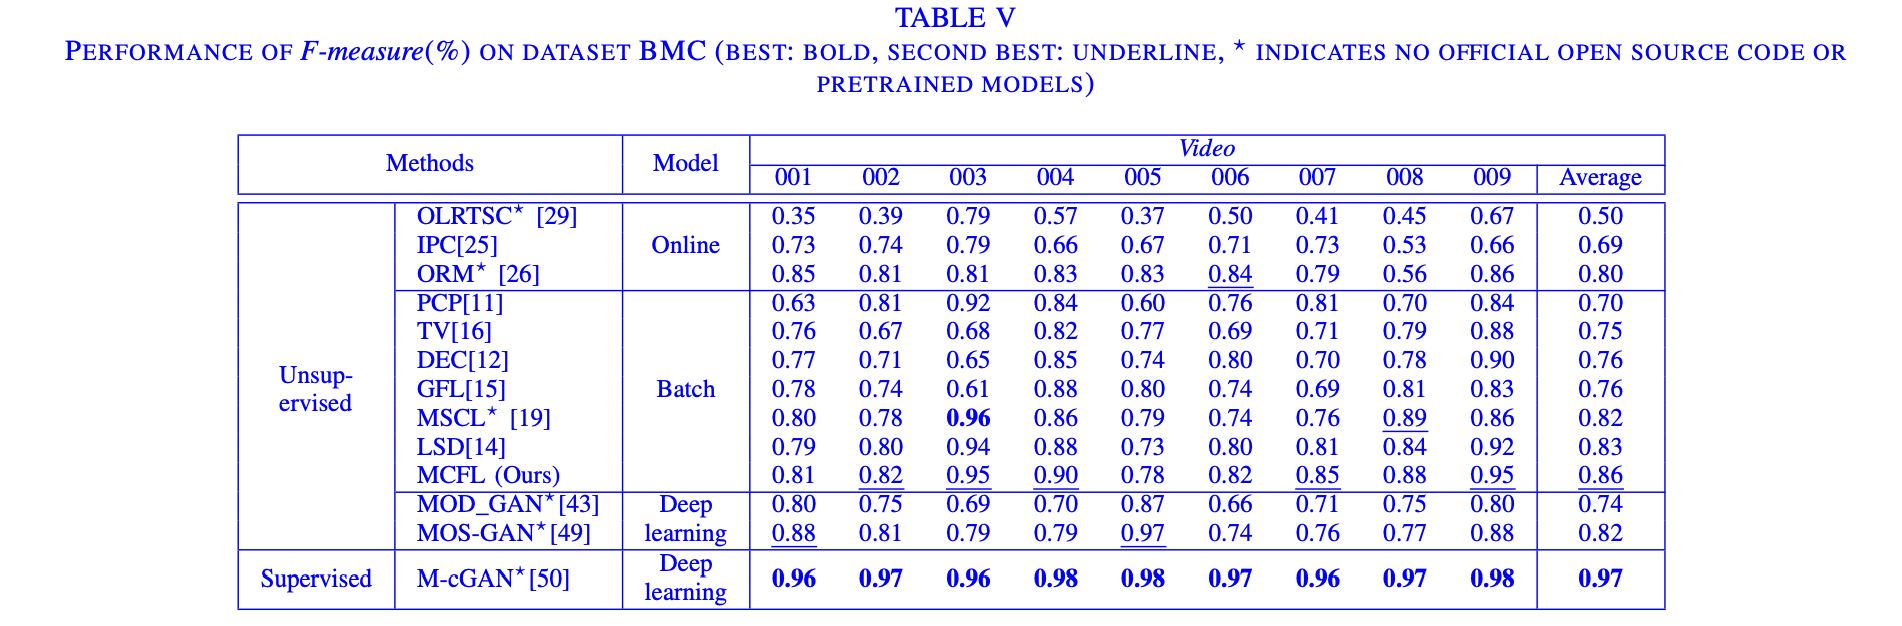 TABLE V
PERFORMANCE OF F-measure(%) ON DATASET BMC (BEST: BOLD, SECOND BEST: UNDERLINE, * INDICATES NO OFFICIAL OPEN SOURCE CODE OR
PRETRAINED MODELS)
Methods Model Video
001 002 003 004 005 006 007 008 009 Average
Unsup-
ervised
OLRTSC* [29] 0.35 0.39 0.79 0.57 0.37 0.50 0.41 0.45 0.67 0.50
IPC[25] Online 0.73 0.74 0.79 0.66 0.67 0.71 0.73 0.53 0.66 0.69
ORM* [26] 0.85 0.81 0.81 0.83 0.83 0.84 0.79 0.56 0.86 0.80
PCP[11] 0.63 0.81 0.92 0.84 0.60 0.76 0.81 0.70 0.84 0.70
TV[16] 0.76 0.67 0.68 0.82 0.77 0.69 0.71 0.79 0.88 0.75
DEC[12] 0.77 0.71 0.65 0.85 0.74 0.80 0.70 0.78 0.90 0.76
GFL[15] Batch 0.78 0.74 0.61 0.88 0.80 0.74 0.69 0.81 0.83 0.76
MSCL* [19] 0.80 0.78 0.96 0.86 0.79 0.74 0.76 0.89 0.86 0.82
LSD[14] 0.79 0.80 0.94 0.88 0.73 0.80 0.81 0.84 0.92 0.83
MCFL (Ours) 0.81 0.82 0.95 0.90 0.78 0.82 0.85 0.88 0.95 0.86
MOD_GAN*[43] Deep 0.80 0.75 0.69 0.70 0.87 0.66 0.71 0.75 0.80 0.74
MOS-GAN*[49] learning 0.88 0.81 0.79 0.79 0.97 0.74 0.76 0.77 0.88 0.82
Supervised M-cGAN*[50] Deep
learning 0.96 0.97 0.96 0.98 0.98 0.97 0.96 0.97 0.98 0.97